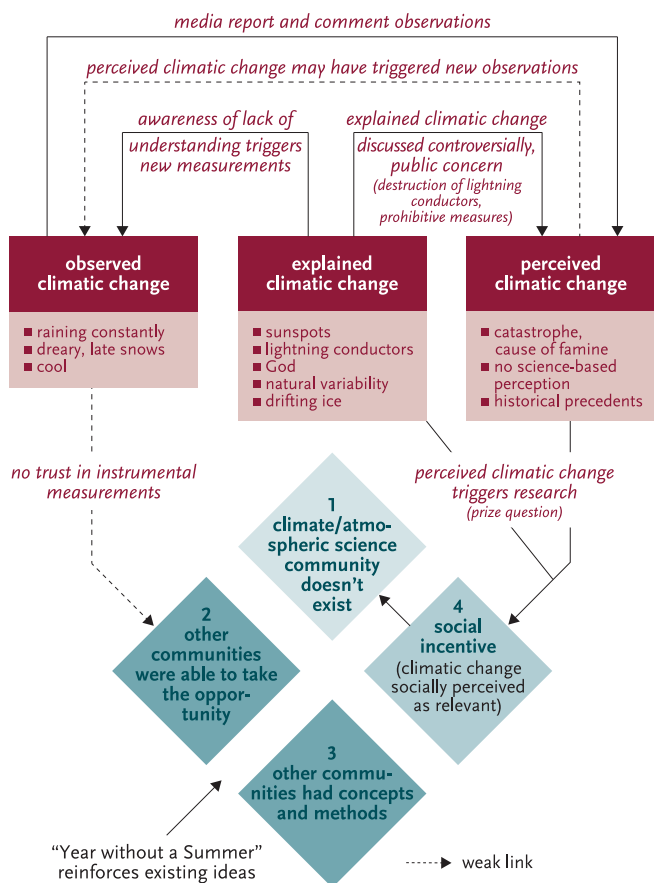 media report and comment observations
perceived climatic change may have triggered new observations
awareness of lack of
understanding triggers
new measurements
explained climatic change
discussed controversially,
public concern
(destruction of lightning
conductors,
prohibitive measures)
observed
climatic change
raining constantly
dreary, late snows
cool
explained
climatic change
sunspots
lightning conductors
God
natural variability
drifting ice
perceived
climatic change
catastrophe,
cause of famine
no science-based
perception
historical precedents
no trust in instrumental
measurements
perceived climatic change
triggers research
(prize question)
1
climate/atmo-
spheric science
community
doesn't
exist
2
other
communities
were able to take
the oppor-
tunity
4
social
incentive
(climatic change
socially perceived
as relevant)
3
other commu-
nities had concepts
and methods
"Year without a Summer"
reinforces existing ideas
weak link